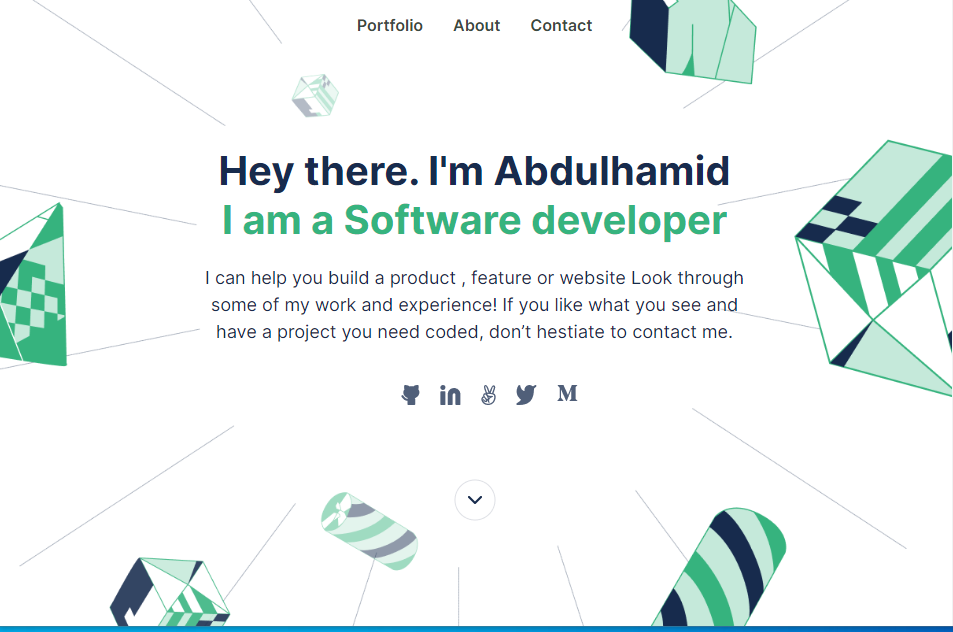 Portfolio About Contact
Hey there. I'm Abdulhamid
I am a Software developer
I can help you build a product , feature or website Look through
some of my work and experience! If you like what you see and
have a project you need coded, don’t hestiate to contact me.